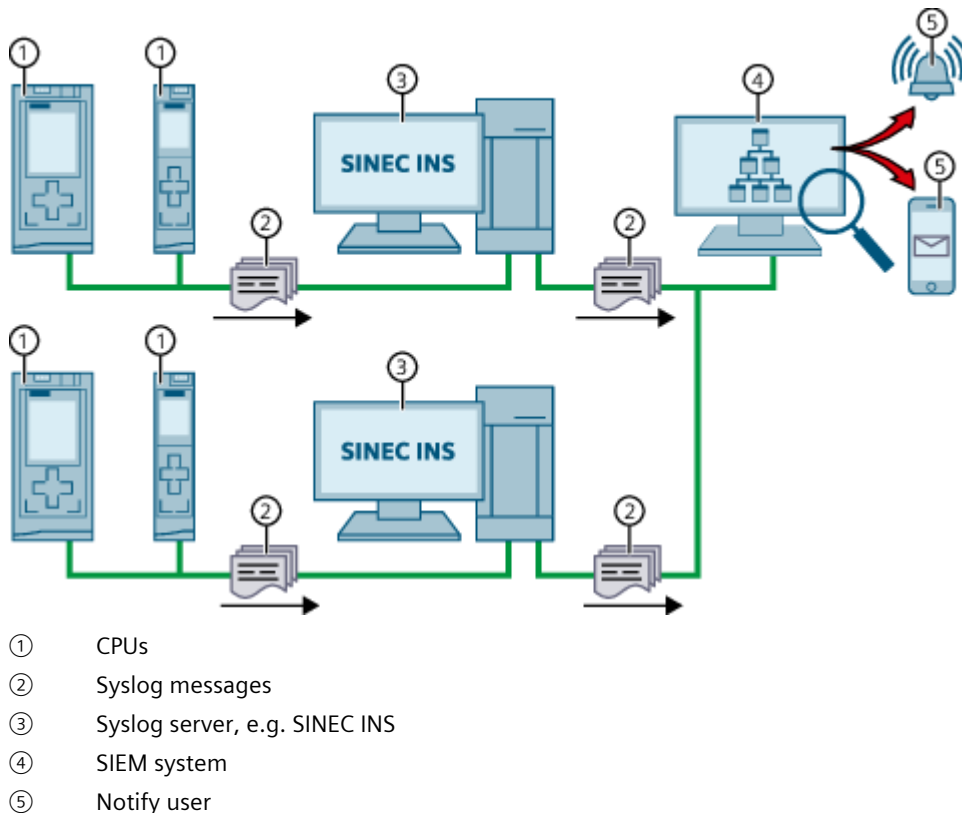 ① ① ③ ④ ⑤
SINEC INS
② ② ⑤
① ① ③
SINEC INS
② ②
① CPUs
② Syslog messages
③ Syslog server, e.g. SINEC INS
④ SIEM system
⑤ Notify user